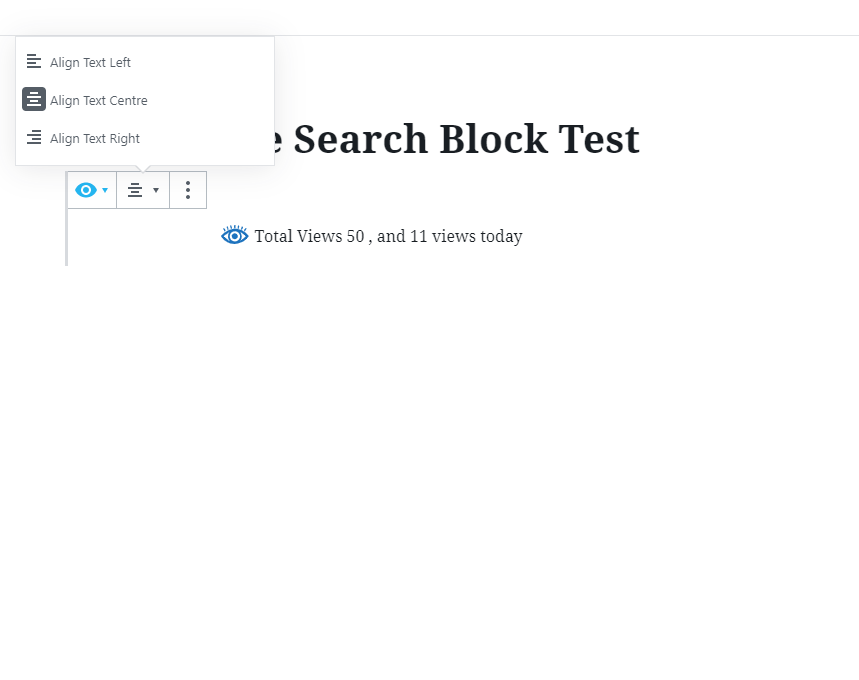 Align Text Left
Align Text Centre
Align Text Right
Search Block Test
Total Views 50 , and 11 views today